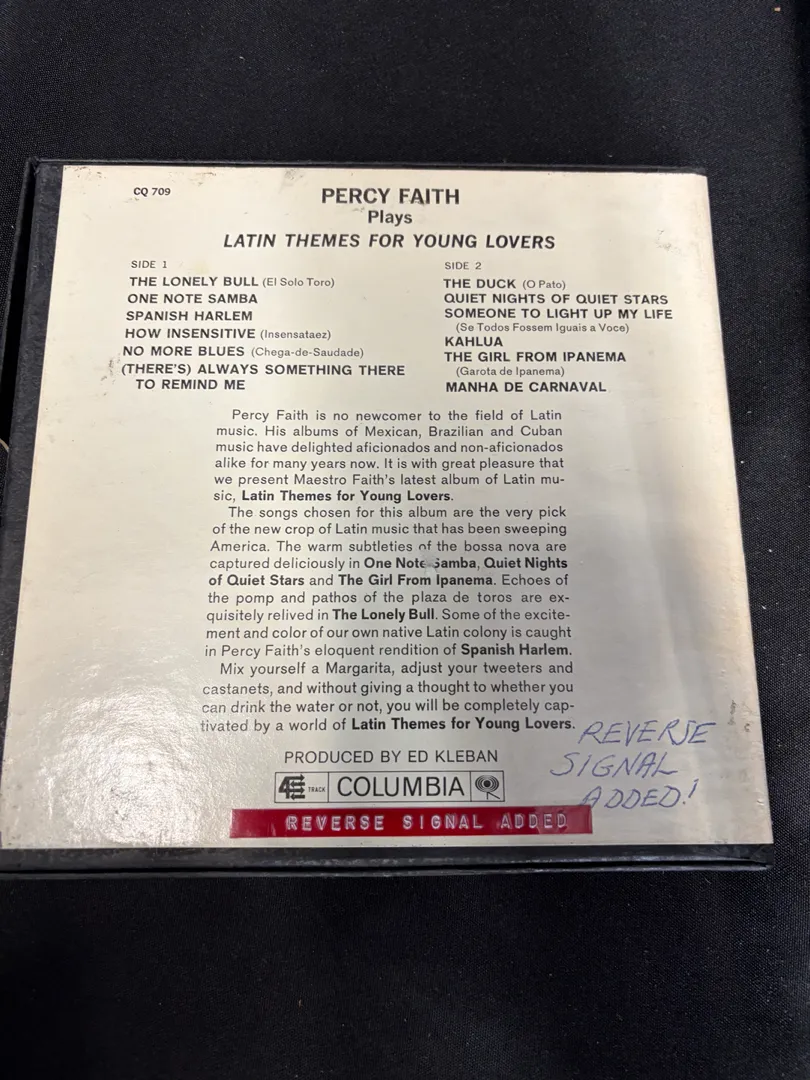 CQ 709
PERCY FAITH
Plays
LATIN THEMES FOR YOUNG LOVERS
SIDE 1
THE LONELY BULL (El Solo Toro)
ONE NOTE SAMBA
SPANISH HARLEM
HOW INSENSITIVE (Insensataez)
NO MORE BLUES (Chega-de-Saudade)
(THERE'S) ALWAYS SOMETHING THERE
TO REMIND ME
SIDE 2
THE DUCK (O Pato)
QUIET NIGHTS OF QUIET STARS
SOMEONE TO LIGHT UP MY LIFE
(Se Todos Fossem Iguais a Voce)
KAHLUA
THE GIRL FROM IPANEMA
(Garota de Ipanema)
MANHA DE CARNAVAL
Percy Faith is no newcomer to the field of Latin
music. His albums of Mexican, Brazilian and Cuban
music have delighted aficionados and non-aficionados
alike for many years now. It is with great pleasure that
we present Maestro Faith's latest album of Latin mu-
sic, Latin Themes for Young Lovers.
The songs chosen for this album are the very pick
of the new crop of Latin music that has been sweeping
America. The warm subtleties of the bossa nova are
captured deliciously in One Note Samba, Quiet Nights
of Quiet Stars and The Girl From Ipanema. Echoes of
the pomp and pathos of the plaza de toros are ex-
quisitely relived in The Lonely Bull. Some of the excite-
ment and color of our own native Latin colony is caught
in Percy Faith's eloquent rendition of Spanish Harlem.
Mix yourself a Margarita, adjust your tweeters and
castanets, and without giving a thought to whether you
can drink the water or not, you will be completely cap-
tivated by a world of Latin Themes for Young Lovers.
REVERSE
SIGNAL
ADDED!
PRODUCED BY ED KLEBAN
4 TRACK COLUMBIA
REVERSE SIGNAL ADDED